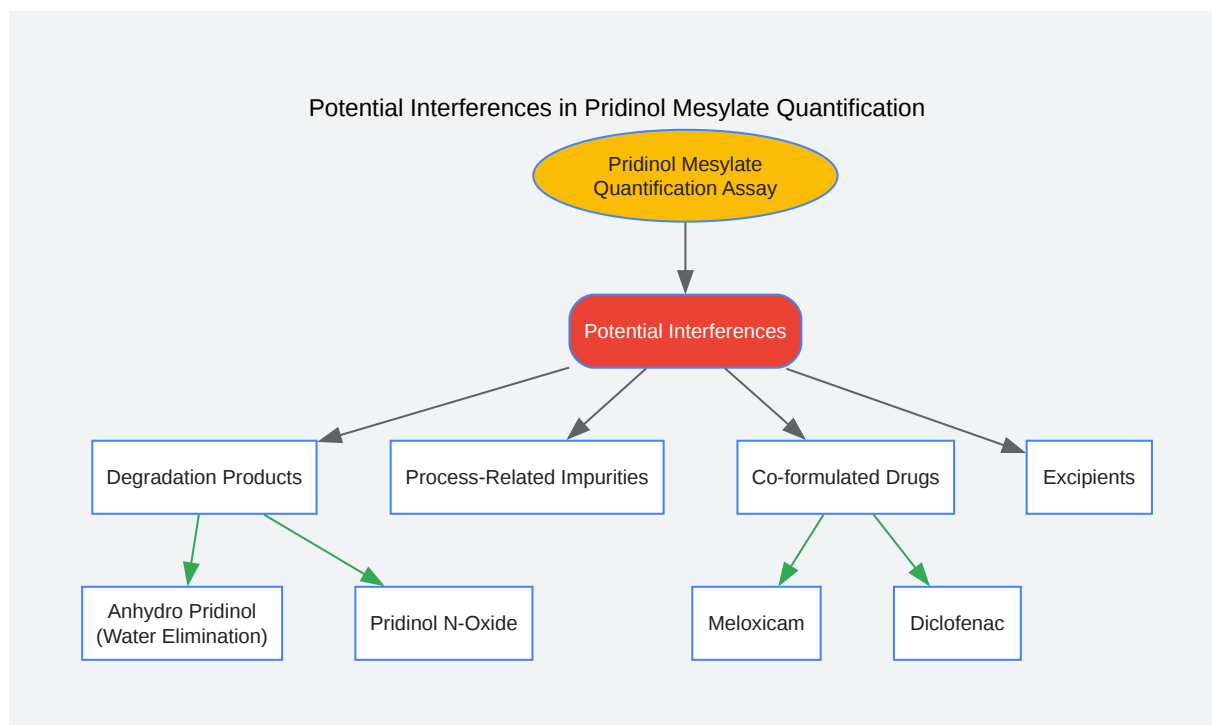 Potential Interferences in Pridinol Mesylate Quantification
Pridinol Mesylate
Quantification Assay
Potential Interferences
Degradation Products
Process-Related Impurities
Co-formulated Drugs
Excipients
Anhydro Pridinol
(Water Elimination)
Pridinol N-Oxide
Meloxicam
Diclofenac